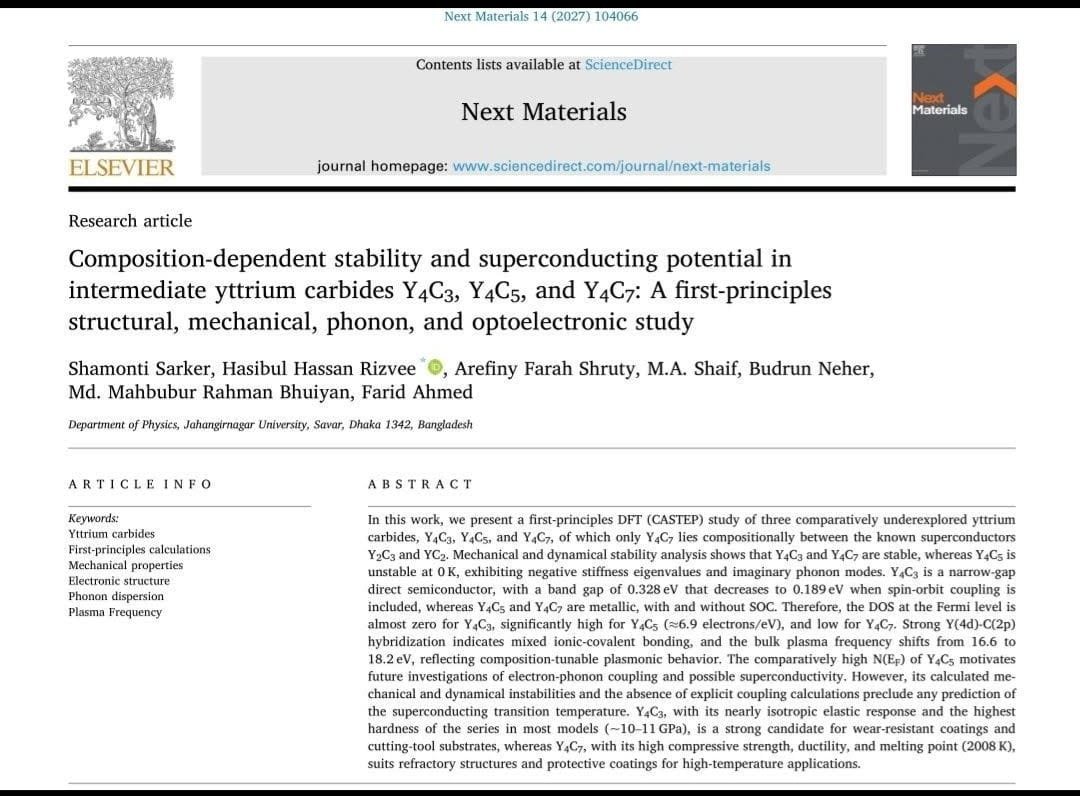 Next Materials 14 (2027) 104066
Contents lists available at ScienceDirect
Next Materials
journal homepage: www.sciencedirect.com/journal/next-materials
ELSEVIER
Next
Materials
Next
Research article
Composition-dependent stability and superconducting potential in
intermediate yttrium carbides Y₄C₃, Y₄C₅, and Y₄C₇: A first-principles
structural, mechanical, phonon, and optoelectronic study
Shamonti Sarker, Hasibul Hassan Rizvee *, Arefiny Farah Shruty, M.A. Shaif, Budrun Neher,
Md. Mahbubur Rahman Bhuiyan, Farid Ahmed
Department of Physics, Jahangirnagar University, Savar, Dhaka 1342, Bangladesh
ARTICLE INFO
Keywords:
Yttrium carbides
First-principles calculations
Mechanical properties
Electronic structure
Phonon dispersion
Plasma Frequency
ABSTRACT
In this work, we present a first-principles DFT (CASTEP) study of three comparatively underexplored yttrium
carbides, Y₄C₃, Y₄C₅, and Y₄C₇, of which only Y₄C₇ lies compositionally between the known superconductors
Y₂C₃ and YC₂. Mechanical and dynamical stability analysis shows that Y₄C₃ and Y₄C₇ are stable, whereas Y₄C₅ is
unstable at 0 K, exhibiting negative stiffness eigenvalues and imaginary phonon modes. Y₄C₃ is a narrow-gap
direct semiconductor, with a band gap of 0.328 eV that decreases to 0.189 eV when spin-orbit coupling is
included, whereas Y₄C₅ and Y₄C₇ are metallic, with and without SOC. Therefore, the DOS at the Fermi level is
almost zero for Y₄C₃, significantly high for Y₄C₅ (≈6.9 electrons/eV), and low for Y₄C₇. Strong Y(4d)-C(2p)
hybridization indicates mixed ionic-covalent bonding, and the bulk plasma frequency shifts from 16.6 to
18.2 eV, reflecting composition-tunable plasmonic behavior. The comparatively high N(E_F) of Y₄C₅ motivates
future investigations of electron-phonon coupling and possible superconductivity. However, its calculated me-
chanical and dynamical instabilities and the absence of explicit coupling calculations preclude any prediction of
the superconducting transition temperature. Y₄C₃, with its nearly isotropic elastic response and the highest
hardness of the series in most models (~10–11 GPa), is a strong candidate for wear-resistant coatings and
cutting-tool substrates, whereas Y₄C₇, with its high compressive strength, ductility, and melting point (2008 K),
suits refractory structures and protective coatings for high-temperature applications.